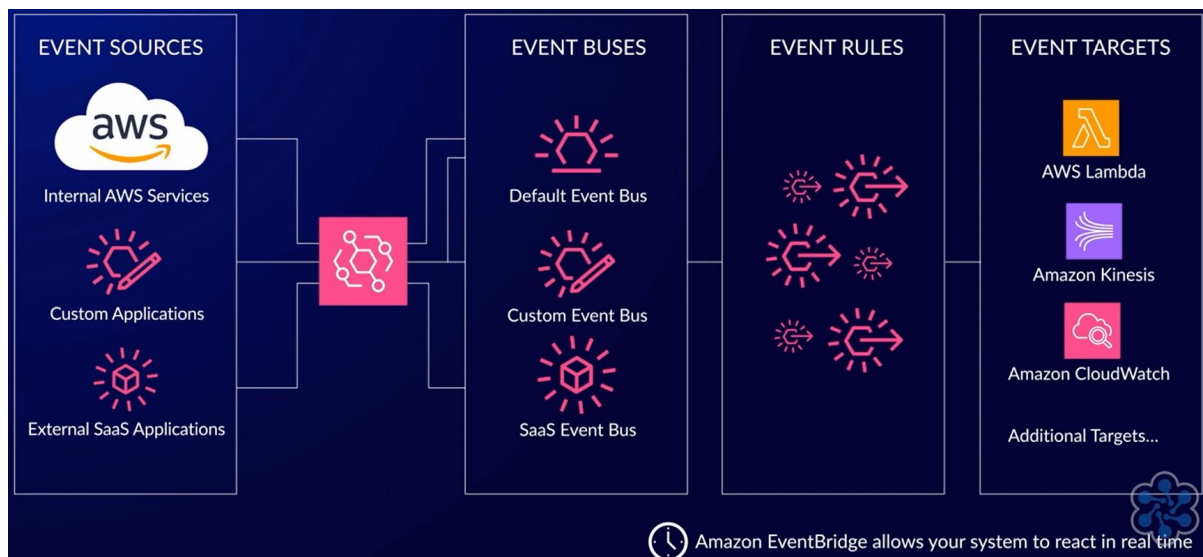 EVENT SOURCES
aws
Internal AWS Services
Custom Applications
External SaaS Applications
EVENT BUSES
Default Event Bus
Custom Event Bus
SaaS Event Bus
EVENT RULES
EVENT TARGETS
AWS Lambda
Amazon Kinesis
Amazon CloudWatch
Additional Targets...
Amazon EventBridge allows your system to react in real time